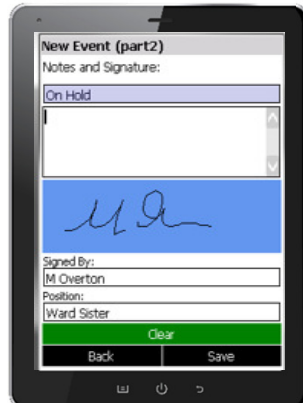 New Event (part2)
Notes and Signature:
On Hold
Signed By:
M Overton
Position:
Ward Sister
Clear
Back Save